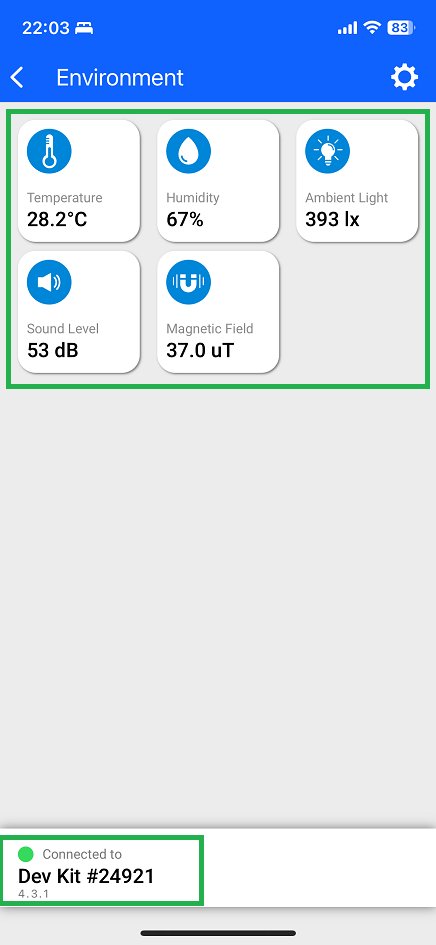 22:03
83
Environment
Temperature
28.2°C
Humidity
67%
Ambient Light
393 lx
Sound Level
53 dB
Magnetic Field
37.0 uT
Connected to
Dev Kit #24921
4.3.1